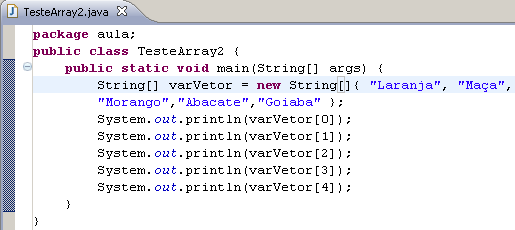 TesteArray2.java
package aula;
public class TesteArray2 {
public static void main(String[] args) {
String[] varVetor = new String[]{ "Laranja", "Maça",
"Morango","Abacate","Goiaba" };
System.out.println(varVetor[0]);
System.out.println(varVetor[1]);
System.out.println(varVetor[2]);
System.out.println(varVetor[3]);
System.out.println(varVetor[4]);
}
}